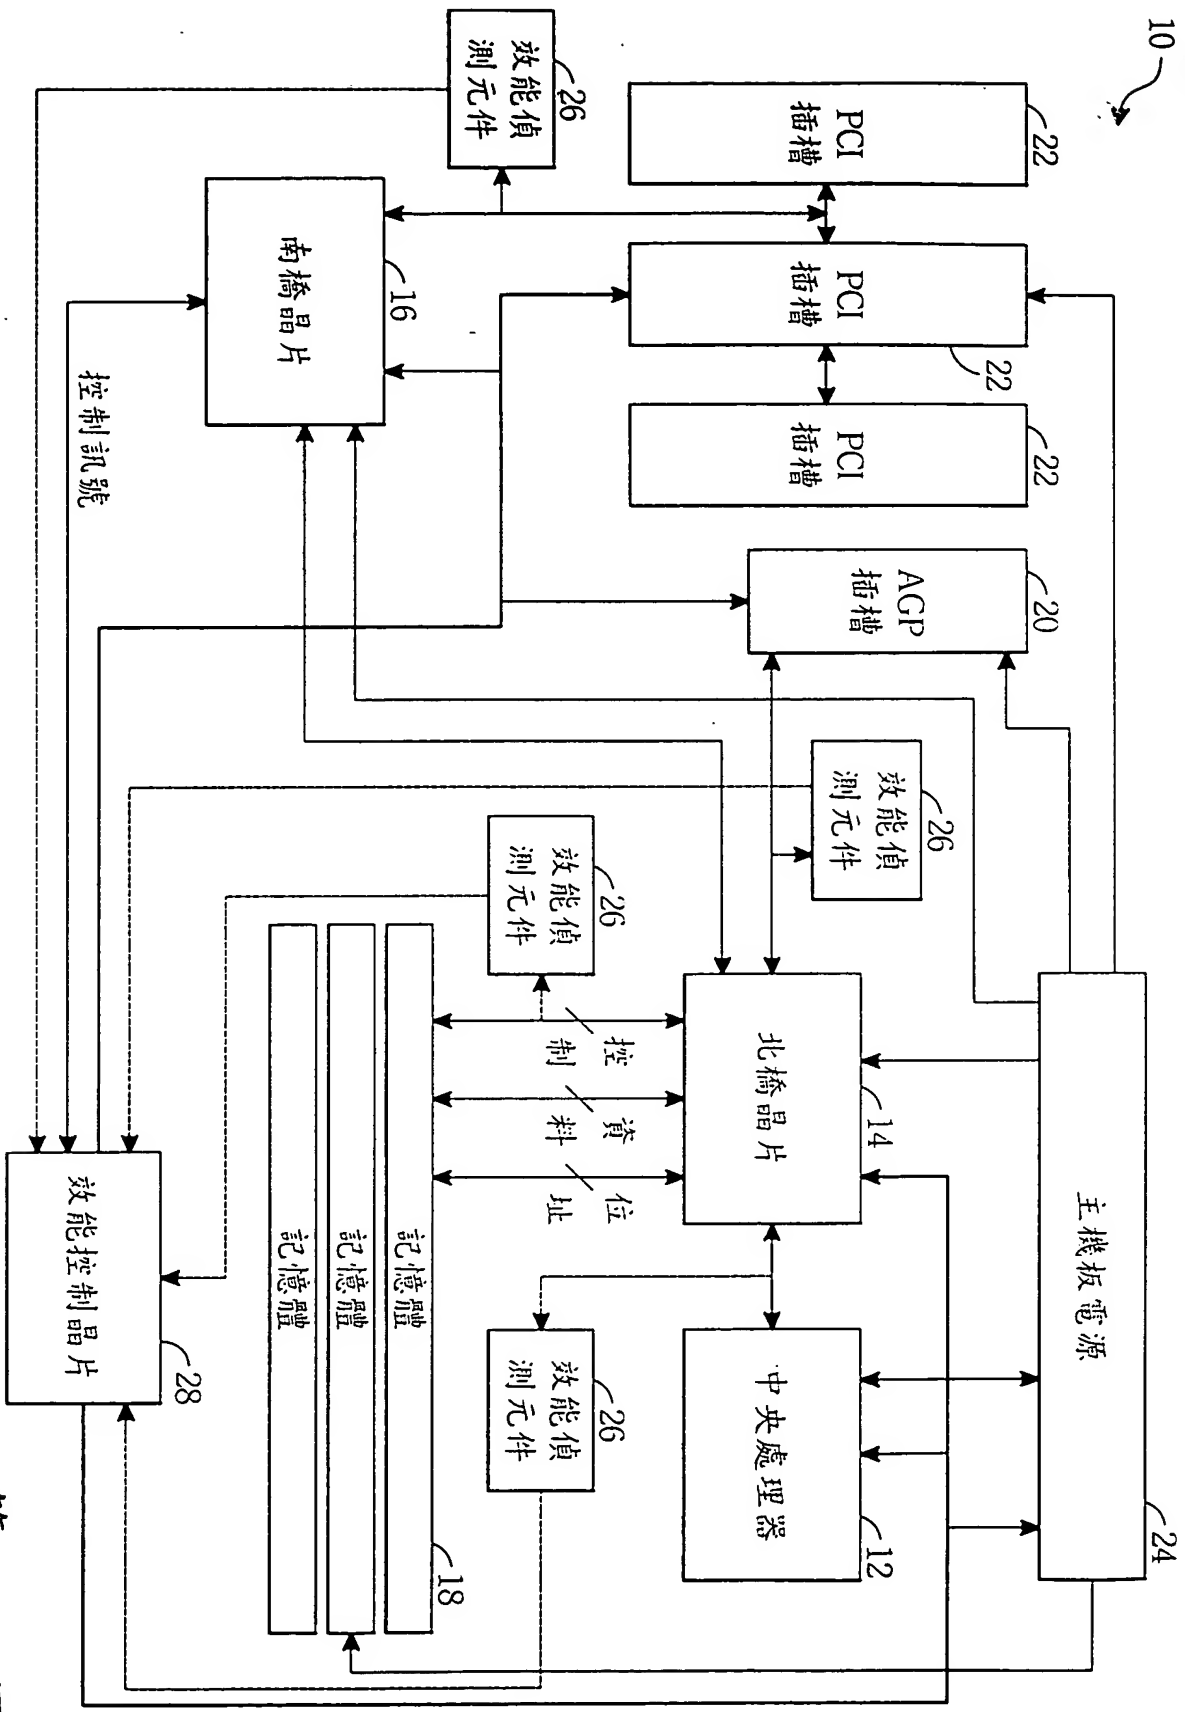 10
24
主機板電源
22
PCI
插槽
22
PCI
插槽
22
PCI
插槽
20
AGP
插槽
26
效能偵
測元件
14
北橋晶片
12
中央處理器
26
效能偵
測元件
16
南橋晶片
26
效能偵
測元件
控制
資料
位址
26
效能偵
測元件
18
記憶體
記憶體
記憶體
控制訊號
28
效能控制晶片